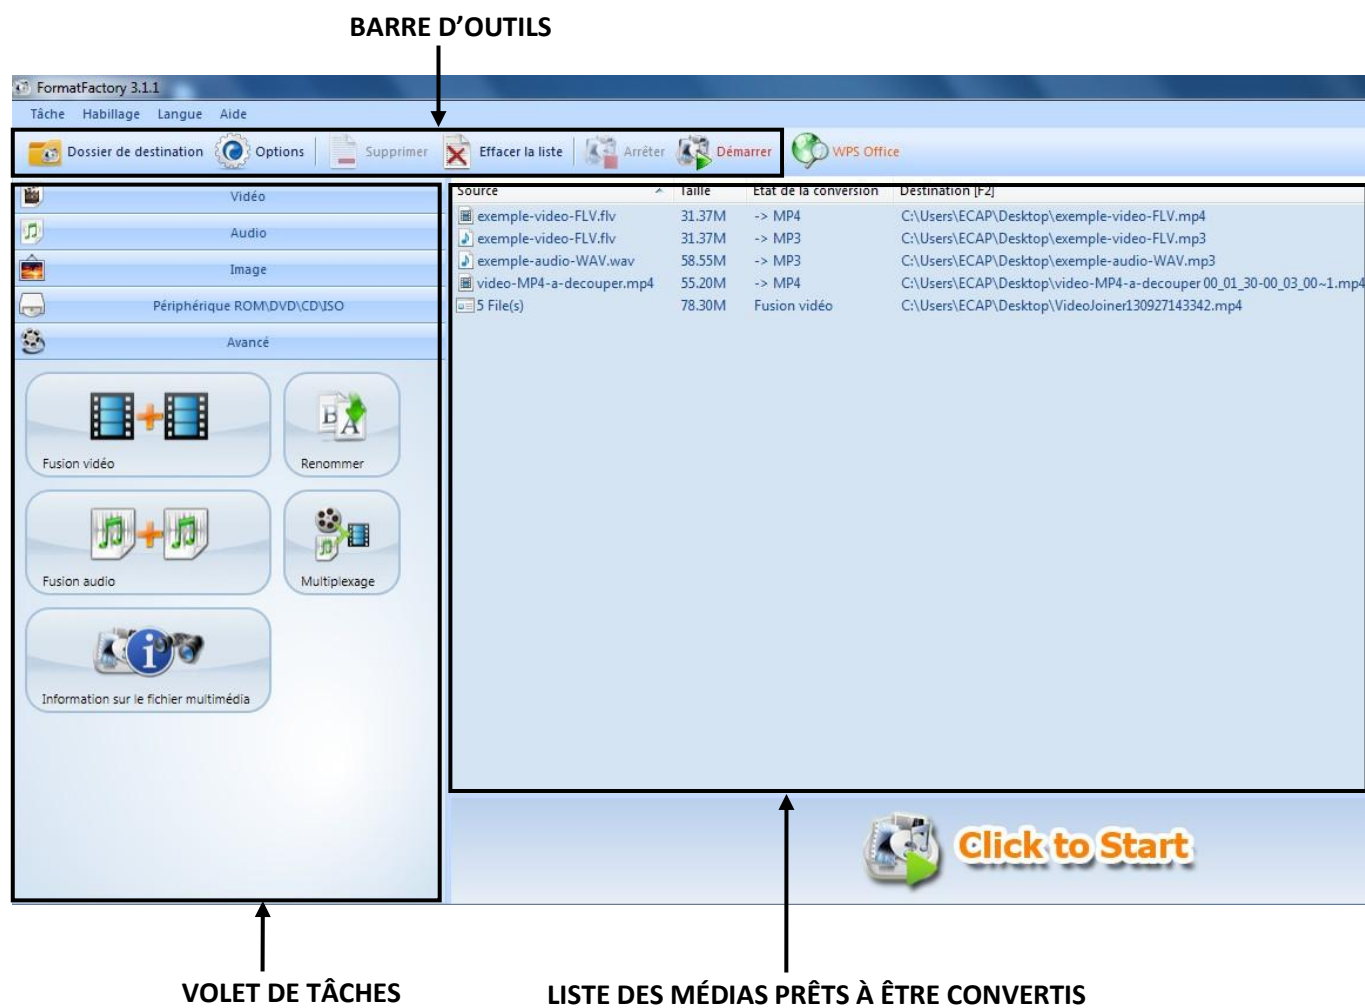 BARRE D’OUTILS
FormatFactory 3.1.1
Tâche Habillage Langue Aide
Dossier de destination Options Supprimer Effacer la liste Arrêter Démarrer WPS Office
Vidéo
Audio
Image
Périphérique ROM\DVD\CD\ISO
Avancé
Fusion vidéo
Renommer
Fusion audio
Multiplexage
Information sur le fichier multimédia
Source Taille Etat de la conversion Destination [F2]
exemple-video-FLV.flv 31.37M -> MP4 C:\Users\ECAP\Desktop\exemple-video-FLV.mp4
exemple-video-FLV.flv 31.37M -> MP3 C:\Users\ECAP\Desktop\exemple-video-FLV.mp3
exemple-audio-WAV.wav 58.55M -> MP3 C:\Users\ECAP\Desktop\exemple-audio-WAV.mp3
video-MP4-a-decouper.mp4 55.20M -> MP4 C:\Users\ECAP\Desktop\video-MP4-a-decouper 00_01_30-00_03_00~1.mp4
5 File(s) 78.30M Fusion vidéo C:\Users\ECAP\Desktop\VideoJoiner130927143342.mp4
Click to Start
VOLET DE TÂCHES
LISTE DES MÉDIAS PRÊTS À ÊTRE CONVERTIS